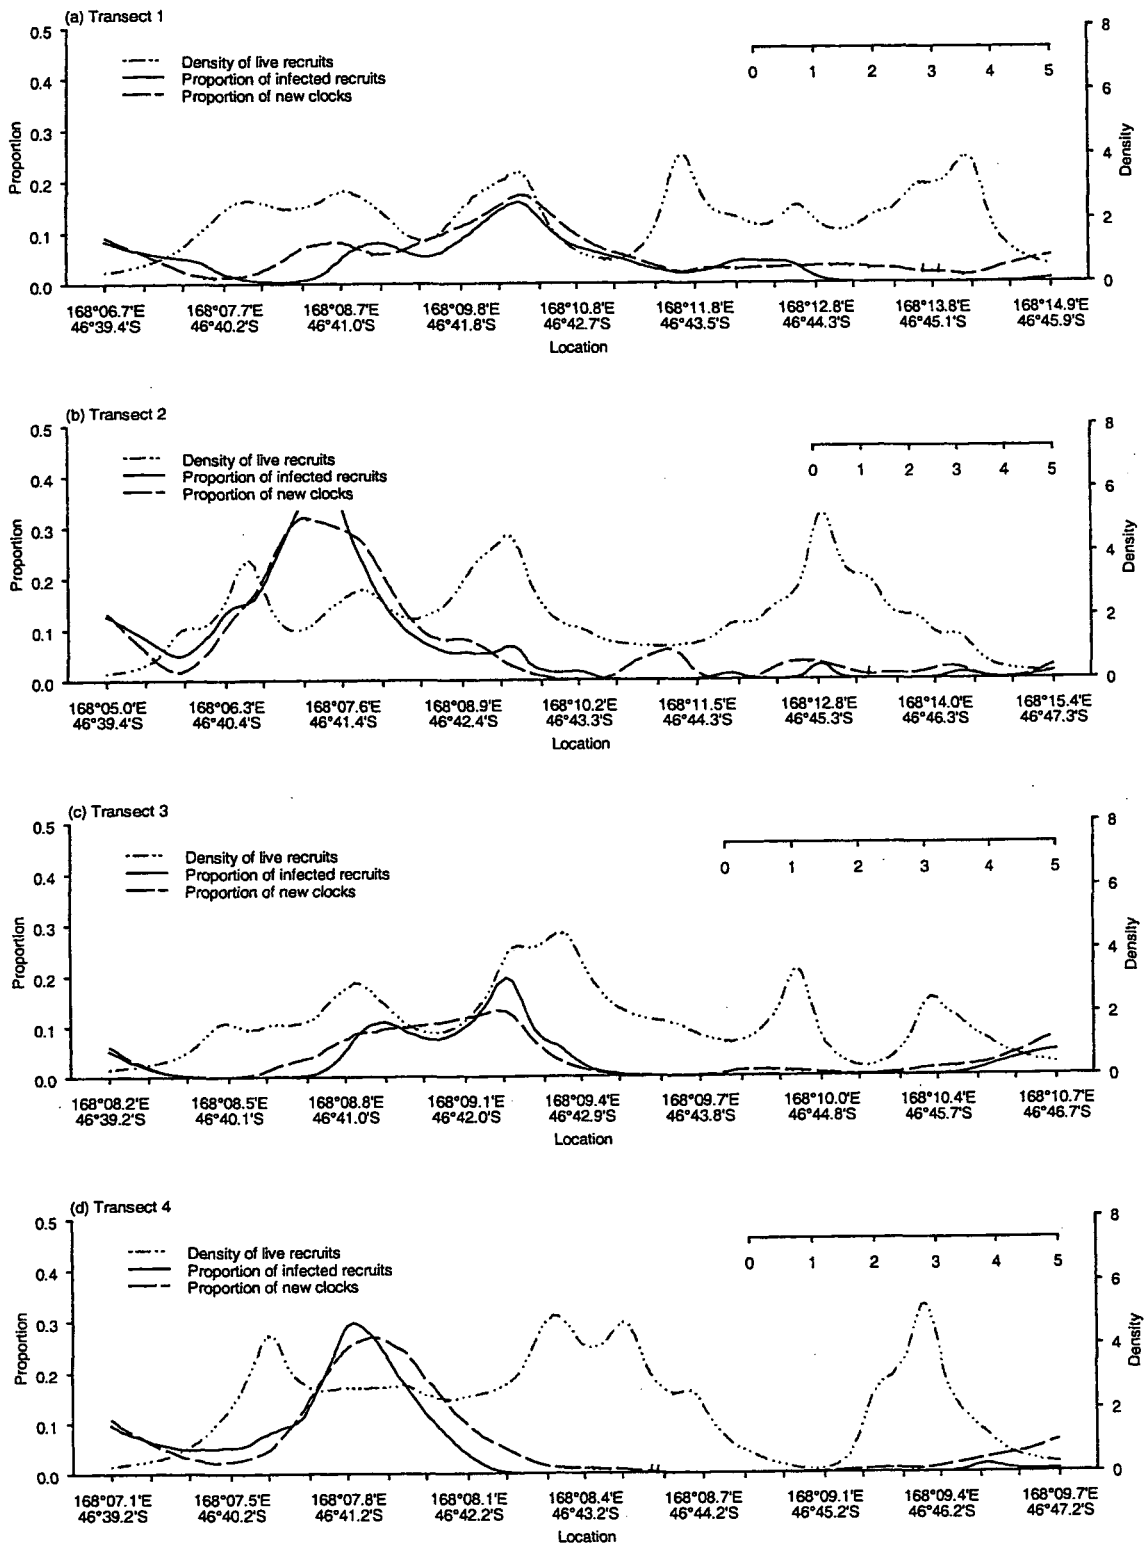 (a) Transect 1
0.5
0.4
0.3
0.2
0.1
0.0
Proportion
Density of live recruits
Proportion of infected recruits
Proportion of new clocks
0 1 2 3 4 5
8
6
4
2
0
Density
168°06.7'E 168°07.7'E 168°08.7'E 168°09.8'E 168°10.8'E 168°11.8'E 168°12.8'E 168°13.8'E 168°14.9'E
46°39.4'S 46°40.2'S 46°41.0'S 46°41.8'S 46°42.7'S 46°43.5'S 46°44.3'S 46°45.1'S 46°45.9'S
Location
(b) Transect 2
0.5
0.4
0.3
0.2
0.1
0.0
Proportion
Density of live recruits
Proportion of infected recruits
Proportion of new clocks
0 1 2 3 4 5
8
6
4
2
0
Density
168°05.0'E 168°06.3'E 168°07.6'E 168°08.9'E 168°10.2'E 168°11.5'E 168°12.8'E 168°14.0'E 168°15.4'E
46°39.4'S 46°40.4'S 46°41.4'S 46°42.4'S 46°43.3'S 46°44.3'S 46°45.3'S 46°46.3'S 46°47.3'S
Location
(c) Transect 3
0.5
0.4
0.3
0.2
0.1
0.0
Proportion
Density of live recruits
Proportion of infected recruits
Proportion of new clocks
0 1 2 3 4 5
8
6
4
2
0
Density
168°08.2'E 168°08.5'E 168°08.8'E 168°09.1'E 168°09.4'E 168°09.7'E 168°10.0'E 168°10.4'E 168°10.7'E
46°39.2'S 46°40.1'S 46°41.0'S 46°42.0'S 46°42.9'S 46°43.8'S 46°44.8'S 46°45.7'S 46°46.7'S
Location
(d) Transect 4
0.5
0.4
0.3
0.2
0.1
0.0
Proportion
Density of live recruits
Proportion of infected recruits
Proportion of new clocks
0 1 2 3 4 5
8
6
4
2
0
Density
168°07.1'E 168°07.5'E 168°07.8'E 168°08.1'E 168°08.4'E 168°08.7'E 168°09.1'E 168°09.4'E 168°09.7'E
46°39.2'S 46°40.2'S 46°41.2'S 46°42.2'S 46°43.2'S 46°44.2'S 46°45.2'S 46°46.2'S 46°47.2'S
Location